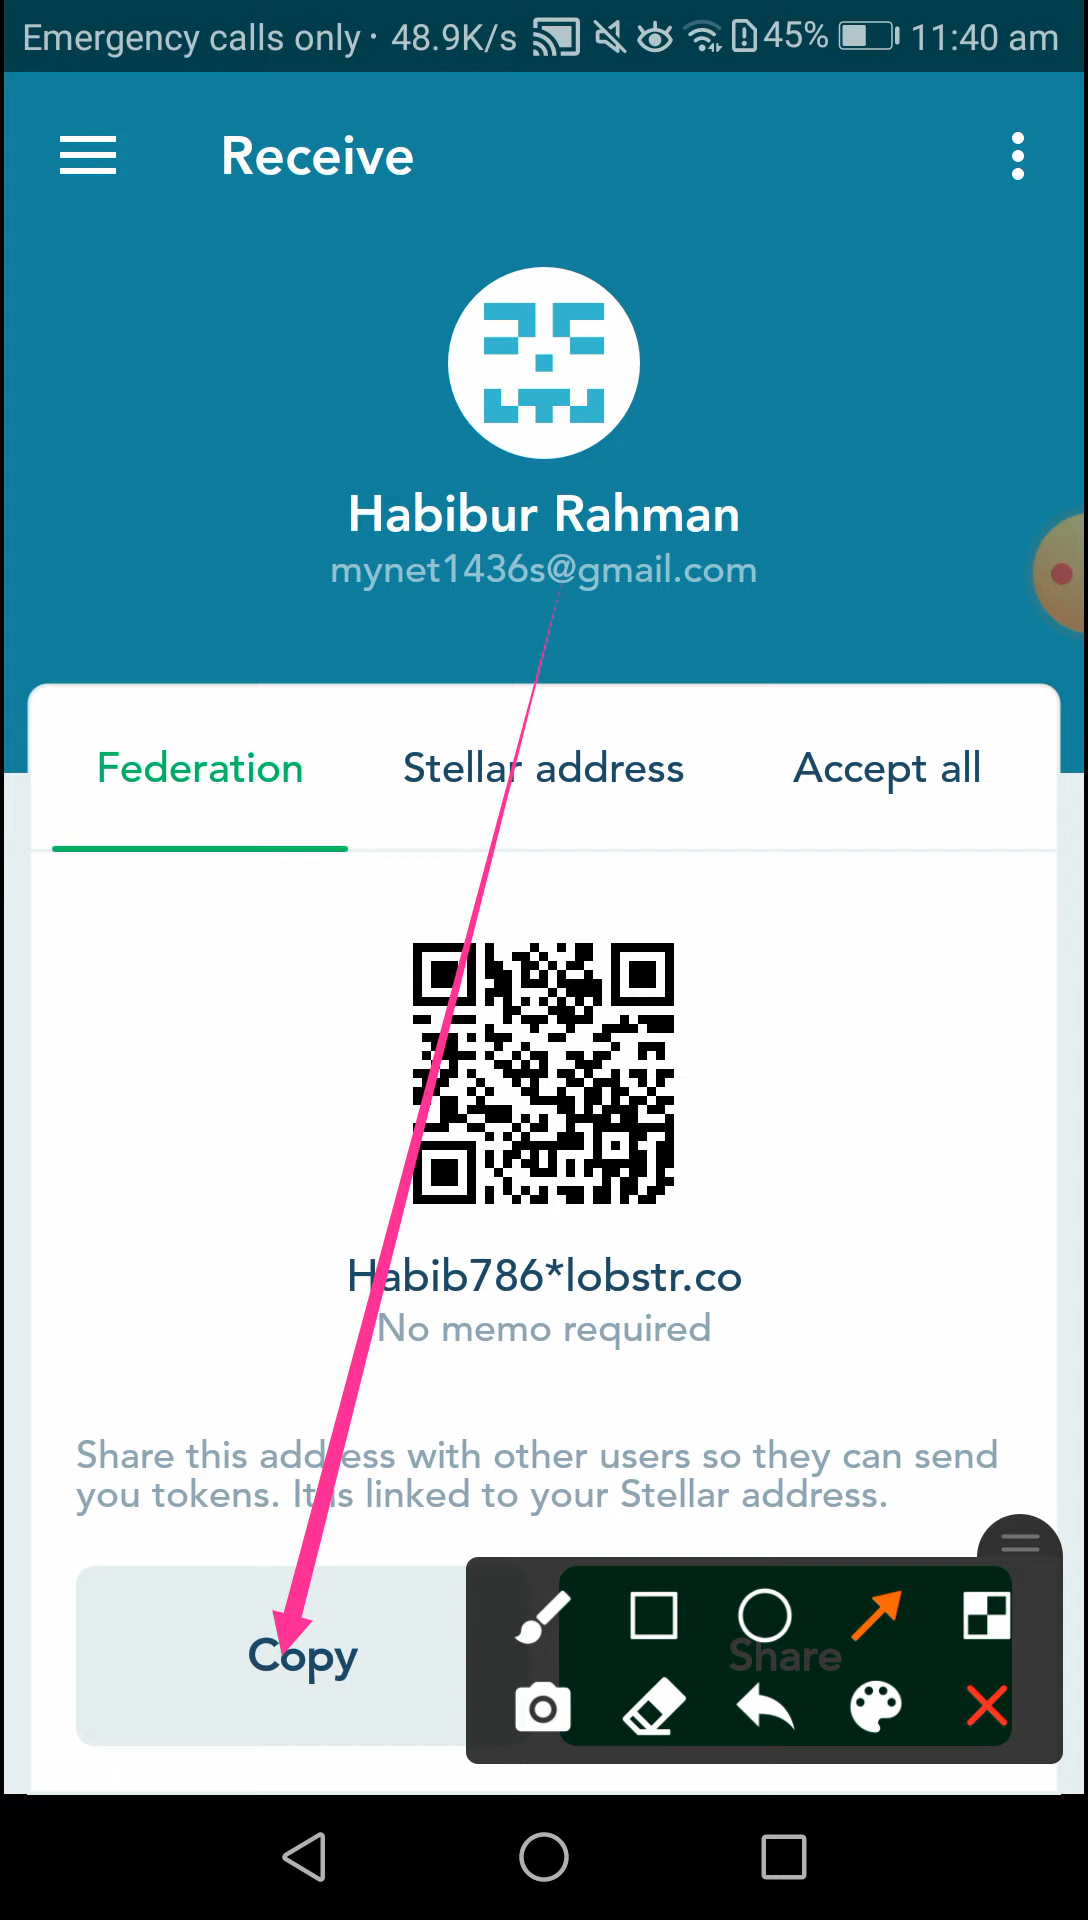 Emergency calls only · 48.9K/s 45% 11:40 am
Receive
Habibur Rahman
mynet1436s@gmail.com
Federation Stellar address Accept all
Habib786*lobstr.co
No memo required
Share this address with other users so they can send
you tokens. It is linked to your Stellar address.
Copy Share